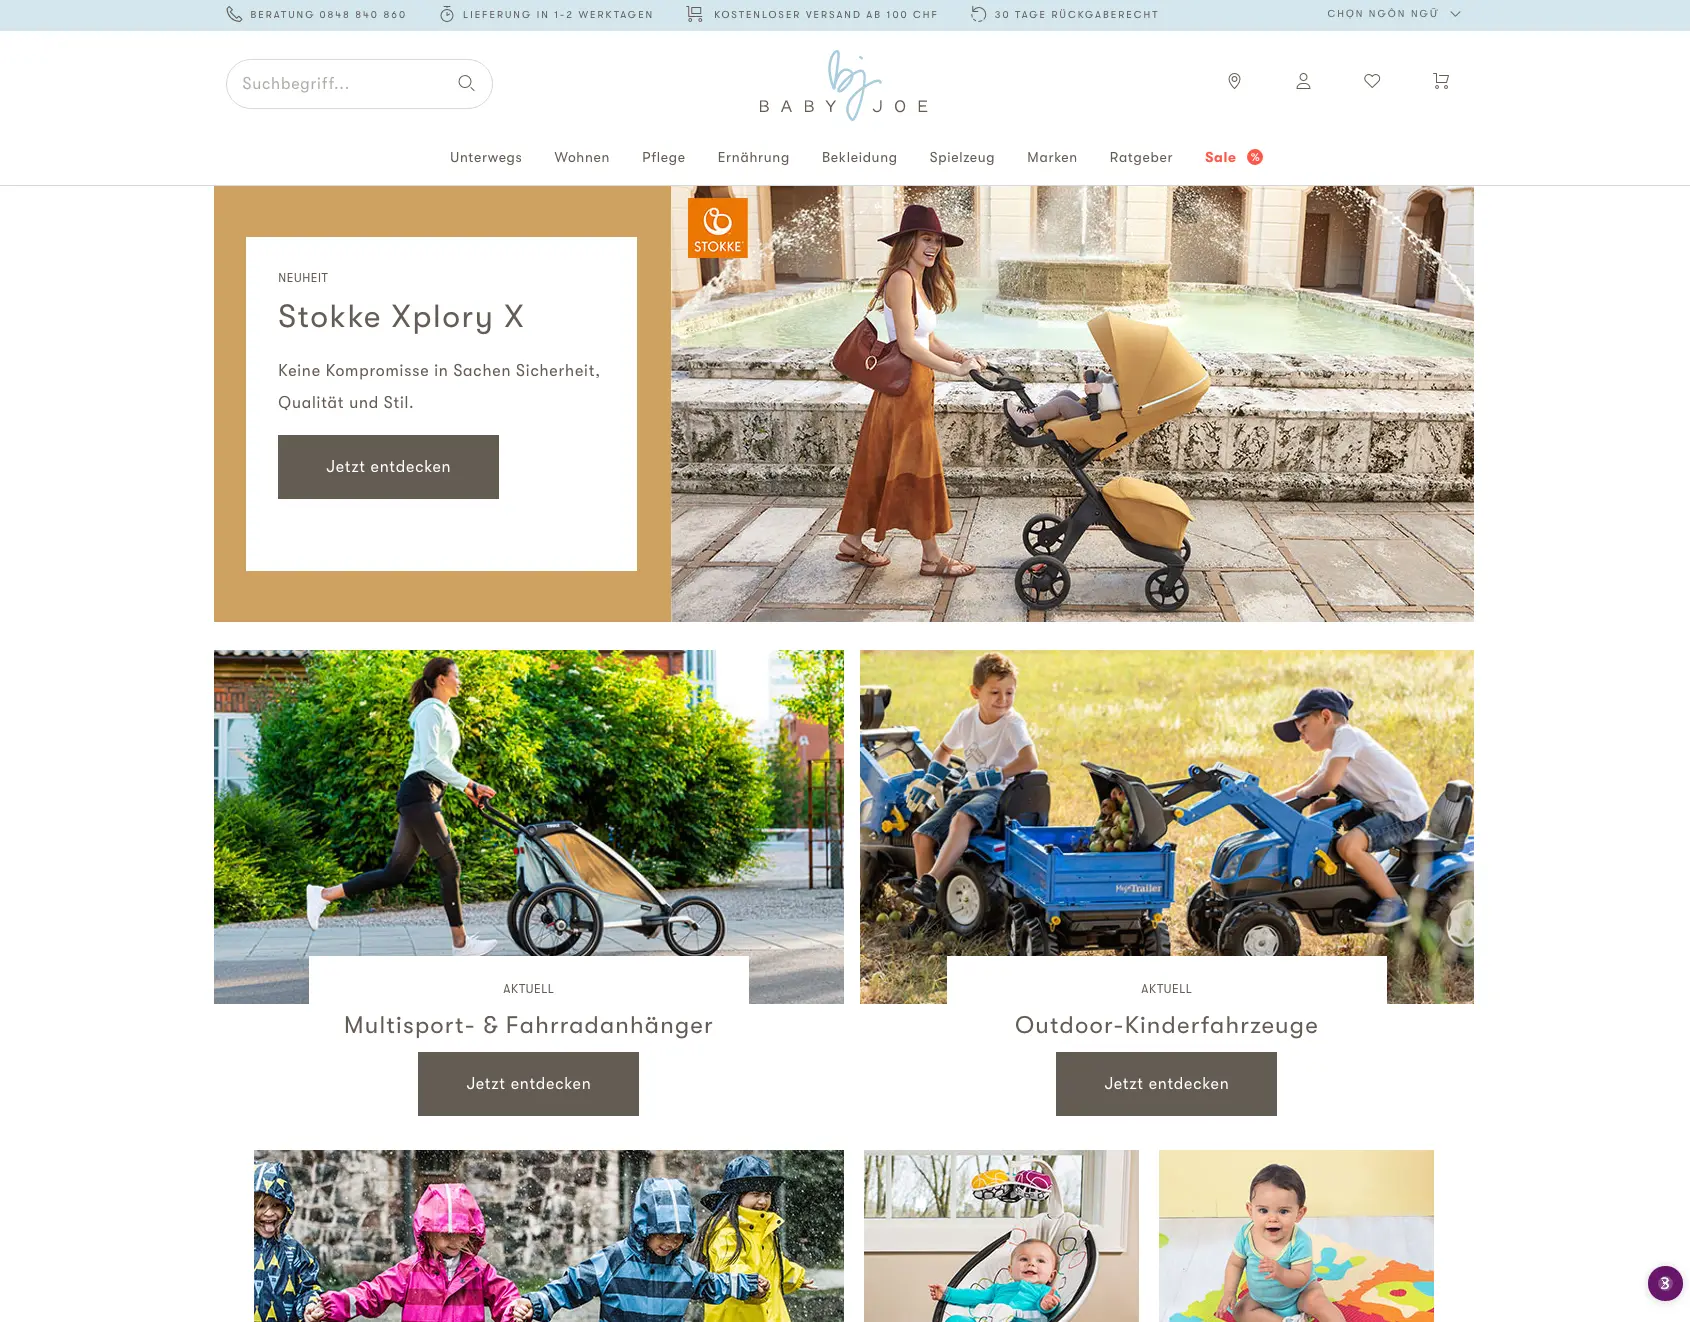 BERATUNG 0848 840 860
LIEFERUNG IN 1-2 WERKTAGEN
KOSTENLOSER VERSAND AB 100 CHF
30 TAGE RÜCKGABERECHT
CHỌN NGÔN NGỮ
Suchbegriff...
bj
BABY JOE
Unterwegs
Wohnen
Pflege
Ernährung
Bekleidung
Spielzeug
Marken
Ratgeber
Sale %
NEUHEIT
Stokke Xplory X
Keine Kompromisse in Sachen Sicherheit,
Qualität und Stil.
Jetzt entdecken
STOKKE
THULE
MegaTrailer
AKTUELL
Multisport- & Fahrradanhänger
Jetzt entdecken
AKTUELL
Outdoor-Kinderfahrzeuge
Jetzt entdecken
3